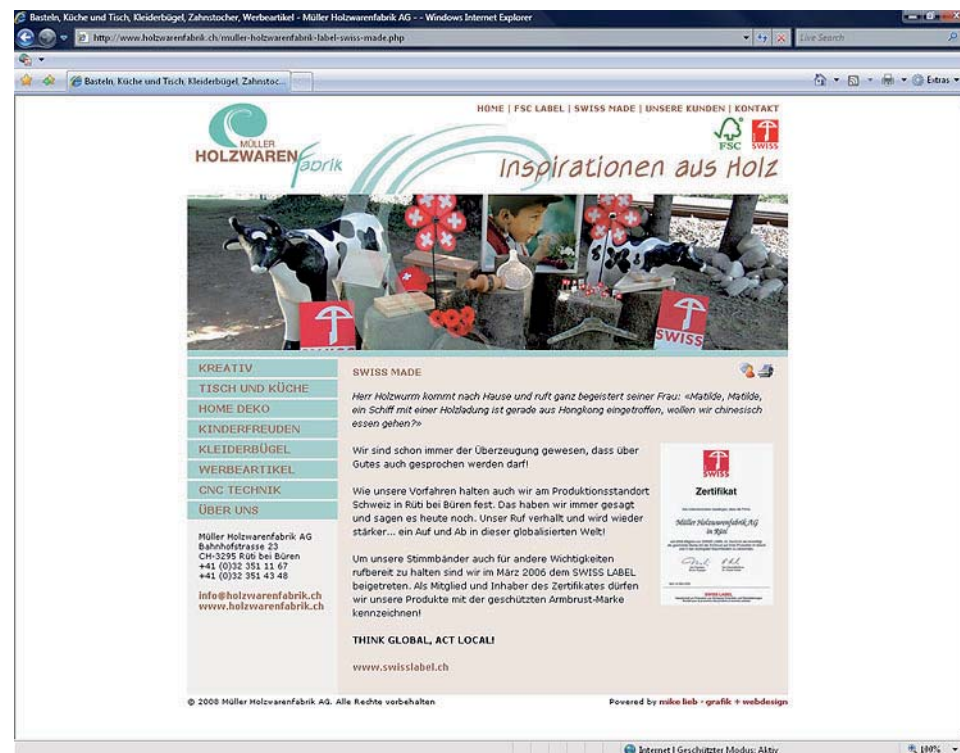 Basteln, Küche und Tisch, Kleiderbügel, Zahnstocher, Werbeartikel - Müller Holzwarenfabrik AG - - Windows Internet Explorer
http://www.holzwarenfabrik.ch/muller-holzwarenfabrik-label-swiss-made.php
Live Search
Basteln, Küche und Tisch, Kleiderbügel, Zahnstoc...
Extras
HOME | FSC LABEL | SWISS MADE | UNSERE KUNDEN | KONTAKT
MÜLLER
HOLZWAREN fabrik
FSC
SWISS
Inspirationen aus Holz
SWISS
SWISS
KREATIV
TISCH UND KÜCHE
HOME DEKO
KINDERFREUDEN
KLEIDERBÜGEL
WERBEARTIKEL
CNC TECHNIK
ÜBER UNS
Müller Holzwarenfabrik AG
Bahnhofstrasse 23
CH-3295 Rüti bei Büren
+41 (0)32 351 11 67
+41 (0)32 351 43 48
info@holzwarenfabrik.ch
www.holzwarenfabrik.ch
SWISS MADE
Herr Holzwurm kommt nach Hause und ruft ganz begeistert seiner Frau: «Matilde, Matilde,
ein Schiff mit einer Holzladung ist gerade aus Hongkong eingetroffen, wollen wir chinesisch
essen gehen?»
Wir sind schon immer der Überzeugung gewesen, dass über
Gutes auch gesprochen werden darf!
Wie unsere Vorfahren halten auch wir am Produktionsstandort
Schweiz in Rüti bei Büren fest. Das haben wir immer gesagt
und sagen es heute noch. Unser Ruf verhallt und wird wieder
stärker... ein Auf und Ab in dieser globalisierten Welt!
Um unsere Stimmbänder auch für andere Wichtigkeiten
rufbereit zu halten sind wir im März 2006 dem SWISS LABEL
beigetreten. Als Mitglied und Inhaber des Zertifikates dürfen
wir unsere Produkte mit der geschützten Armbrust-Marke
kennzeichnen!
THINK GLOBAL, ACT LOCAL!
www.swisslabel.ch
SWISS
Zertifikat
Müller Holzwarenfabrik AG
in Rüti
SWISS LABEL
© 2008 Müller Holzwarenfabrik AG. Alle Rechte vorbehalten
Powered by mike lieb - grafik + webdesign
Internet | Geschützter Modus: Aktiv
100%